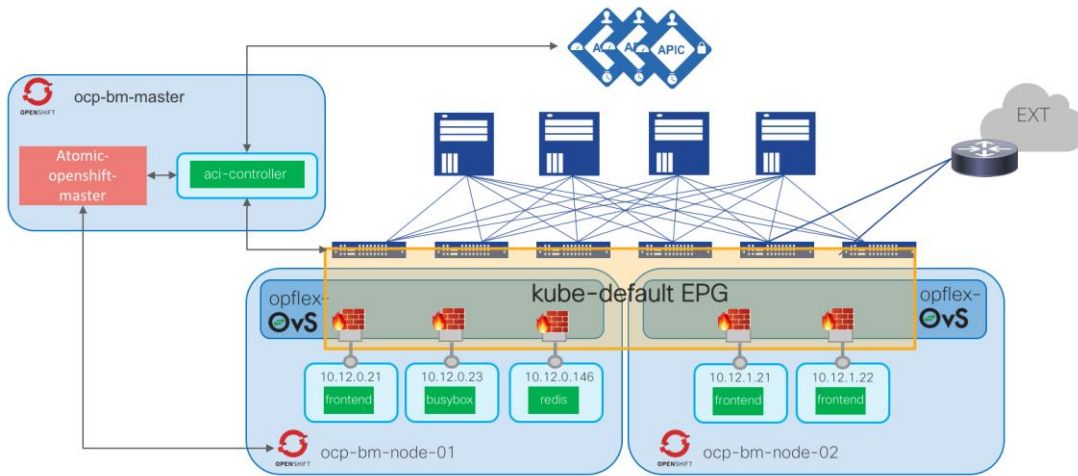 APIC
ocp-bm-master
OPENSHIFT
EXT
Atomic-
openshift-
master
aci-controller
opflex-
OvS
kube-default EPG
opflex-
OvS
10.12.0.21
frontend
10.12.0.23
busybox
10.12.0.146
redis
10.12.1.21
frontend
10.12.1.22
frontend
OPENSHIFT
ocp-bm-node-01
OPENSHIFT
ocp-bm-node-02